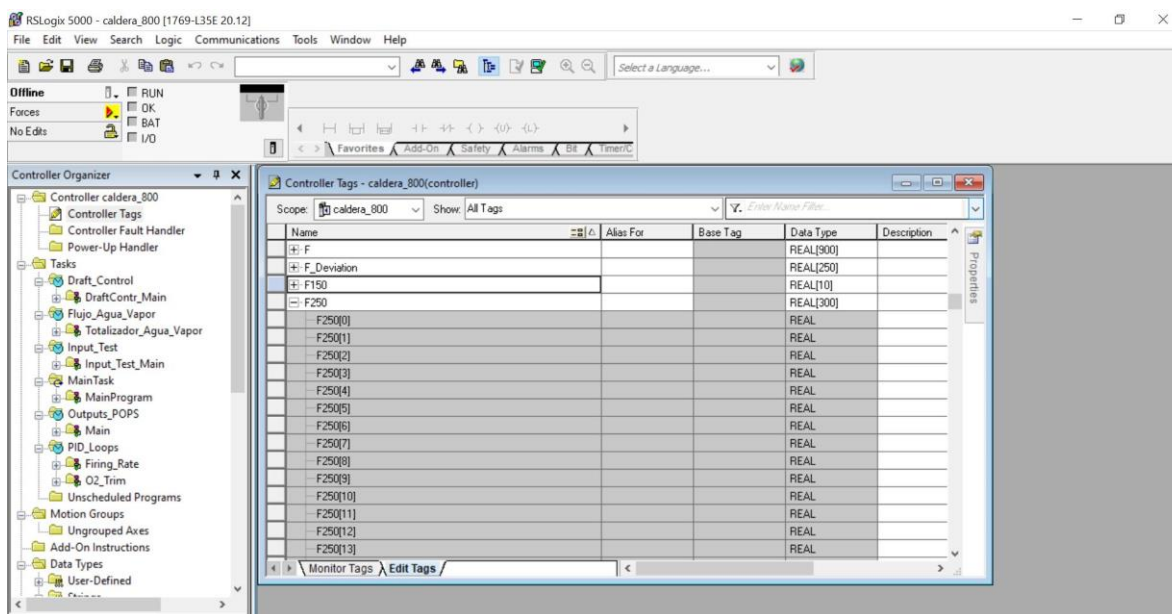 RSLogix 5000 - caldera_800 [1769-L35E 20.12]
File Edit View Search Logic Communications Tools Window Help
Select a Language...
Offline
RUN
Forces
OK
No Edits
BAT
I/O
Favorites Add-On Safety Alarms Bit Timer/C
Controller Organizer
Controller caldera_800
Controller Tags
Controller Fault Handler
Power-Up Handler
Tasks
Draft_Control
DraftContr_Main
Flujo_Agua_Vapor
Totalizador_Agua_Vapor
Input_Test
Input_Test_Main
MainTask
MainProgram
Outputs_POPS
Main
PID_Loops
Firing_Rate
O2_Trim
Unscheduled Programs
Motion Groups
Ungrouped Axes
Add-On Instructions
Data Types
User-Defined
Strings
Controller Tags - caldera_800(controller)
Scope: caldera_800 Show: All Tags Enter Name Filter...
Name Alias For Base Tag Data Type Description
F REAL[900]
F_Deviation REAL[250]
F150 REAL[10]
F250 REAL[300]
F250[0] REAL
F250[1] REAL
F250[2] REAL
F250[3] REAL
F250[4] REAL
F250[5] REAL
F250[6] REAL
F250[7] REAL
F250[8] REAL
F250[9] REAL
F250[10] REAL
F250[11] REAL
F250[12] REAL
F250[13] REAL
Monitor Tags Edit Tags
Properties